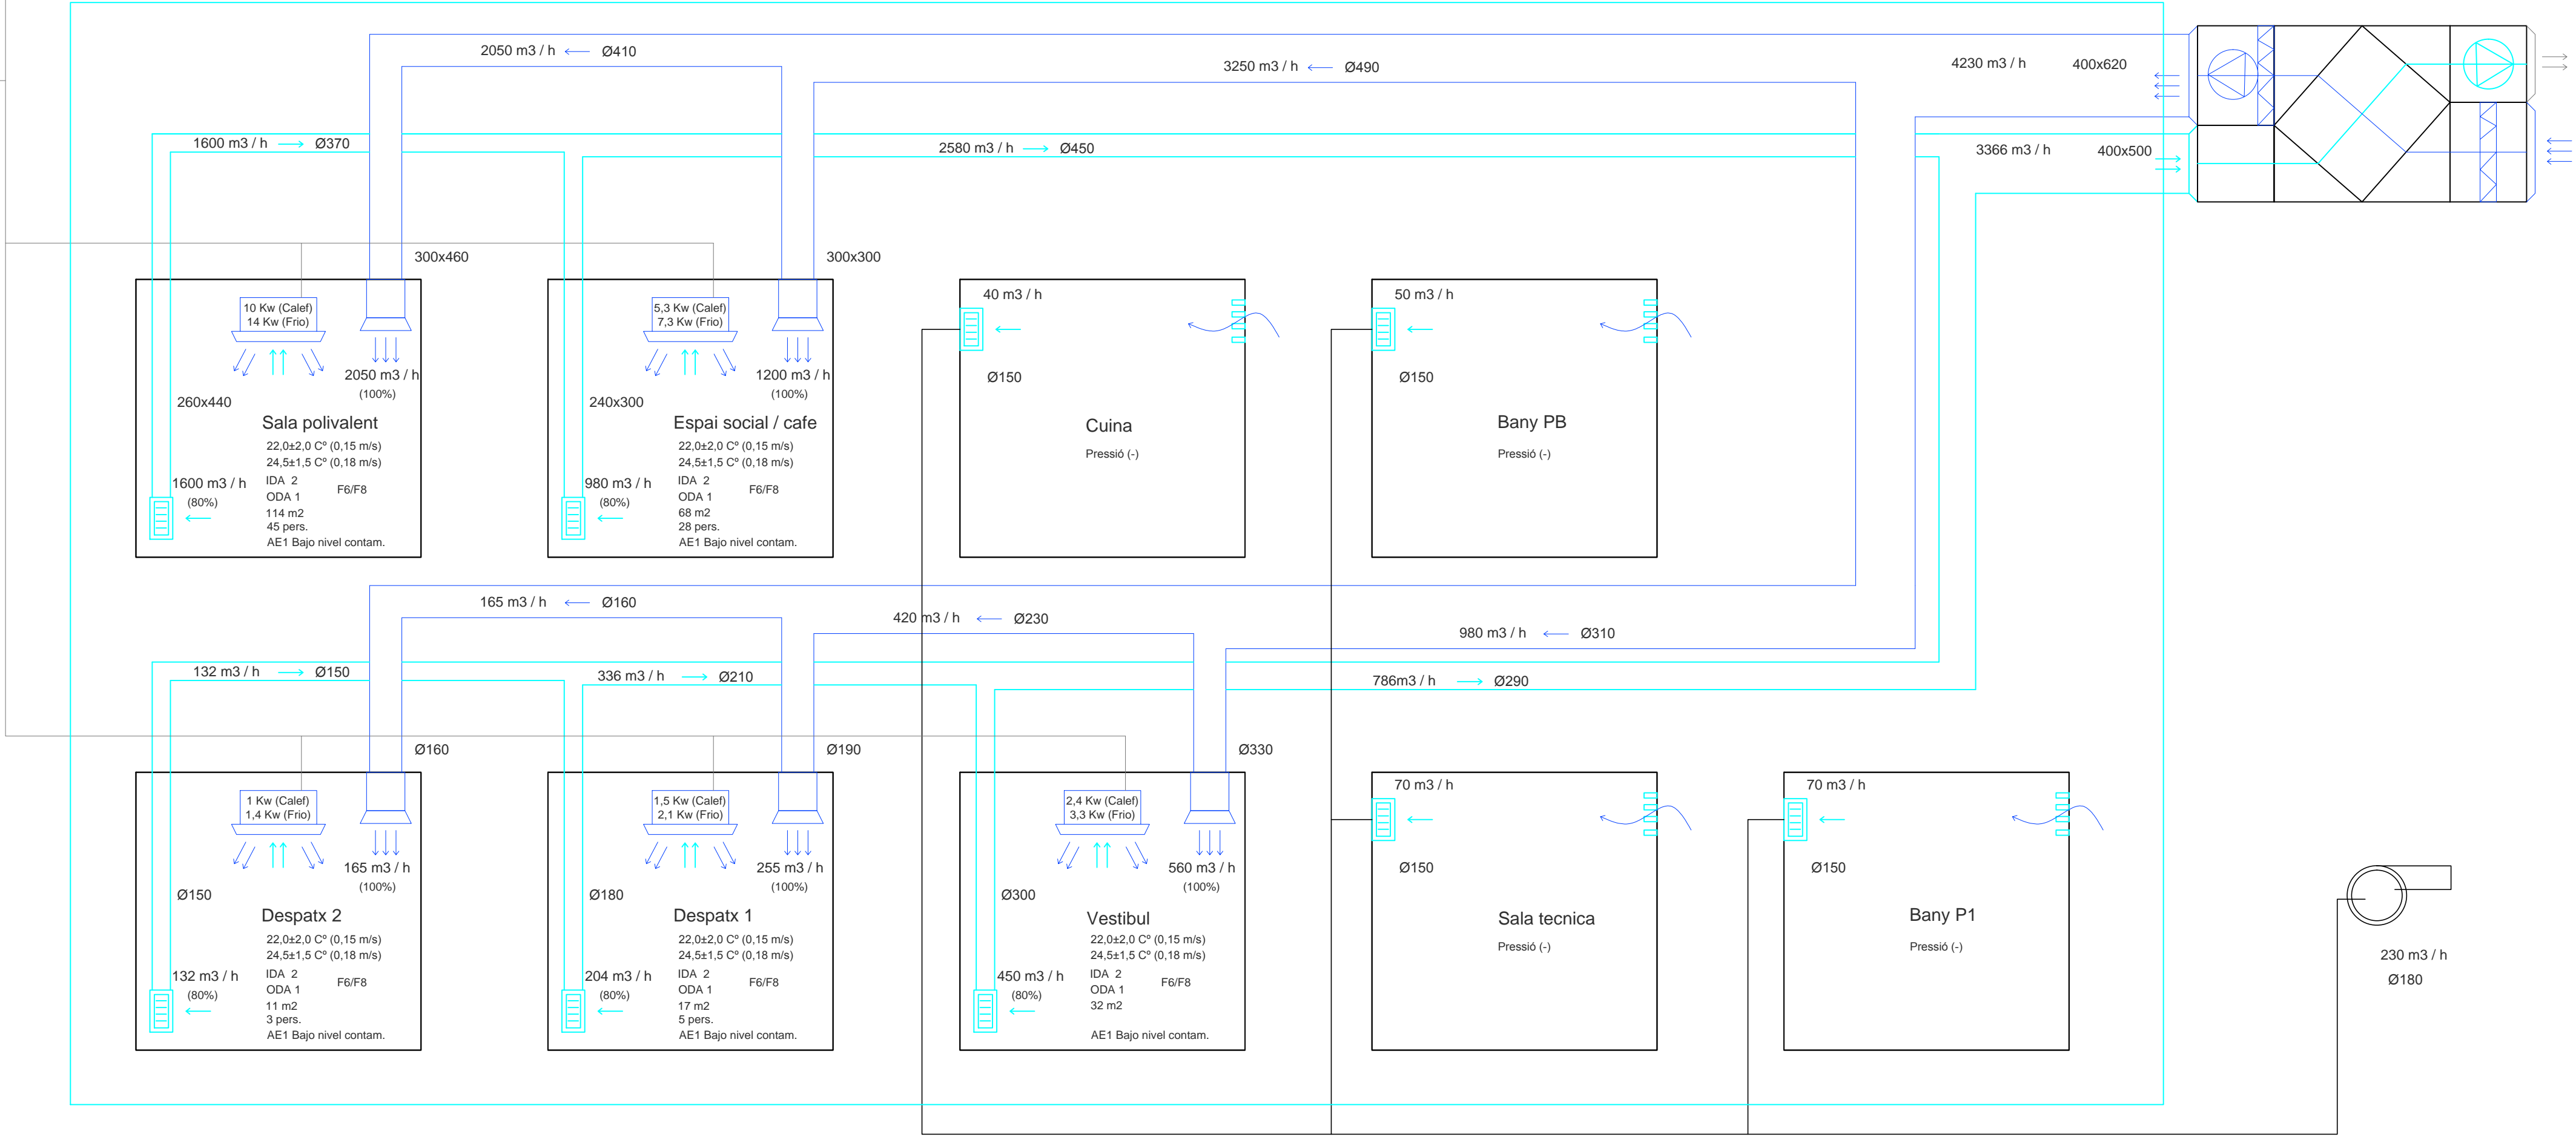 2050 m3 / h Ø410
3250 m3 / h Ø490
4230 m3 / h 400x620
1600 m3 / h Ø370
2580 m3 / h Ø450
3366 m3 / h 400x500
300x460
10 Kw (Calef)
14 Kw (Frio)
2050 m3 / h
(100%)
260x440
Sala polivalent
22,0±2,0 Cº (0,15 m/s)
24,5±1,5 Cº (0,18 m/s)
1600 m3 / h
(80%)
IDA 2
ODA 1
F6/F8
114 m2
45 pers.
AE1 Bajo nivel contam.
300x300
5,3 Kw (Calef)
7,3 Kw (Frio)
1200 m3 / h
(100%)
240x300
Espai social / cafe
22,0±2,0 Cº (0,15 m/s)
24,5±1,5 Cº (0,18 m/s)
980 m3 / h
(80%)
IDA 2
ODA 1
F6/F8
68 m2
28 pers.
AE1 Bajo nivel contam.
40 m3 / h
Ø150
Cuina
Pressió (-)
50 m3 / h
Ø150
Bany PB
Pressió (-)
165 m3 / h Ø160
420 m3 / h Ø230
980 m3 / h Ø310
132 m3 / h Ø150
336 m3 / h Ø210
786m3 / h Ø290
Ø160
1 Kw (Calef)
1,4 Kw (Frio)
165 m3 / h
(100%)
Ø150
Despatx 2
22,0±2,0 Cº (0,15 m/s)
24,5±1,5 Cº (0,18 m/s)
132 m3 / h
(80%)
IDA 2
ODA 1
F6/F8
11 m2
3 pers.
AE1 Bajo nivel contam.
Ø190
1,5 Kw (Calef)
2,1 Kw (Frio)
255 m3 / h
(100%)
Ø180
Despatx 1
22,0±2,0 Cº (0,15 m/s)
24,5±1,5 Cº (0,18 m/s)
204 m3 / h
(80%)
IDA 2
ODA 1
F6/F8
17 m2
5 pers.
AE1 Bajo nivel contam.
Ø330
2,4 Kw (Calef)
3,3 Kw (Frio)
560 m3 / h
(100%)
Ø300
Vestibul
22,0±2,0 Cº (0,15 m/s)
24,5±1,5 Cº (0,18 m/s)
450 m3 / h
(80%)
IDA 2
ODA 1
F6/F8
32 m2
AE1 Bajo nivel contam.
70 m3 / h
Ø150
Sala tecnica
Pressió (-)
70 m3 / h
Ø150
Bany P1
Pressió (-)
230 m3 / h
Ø180